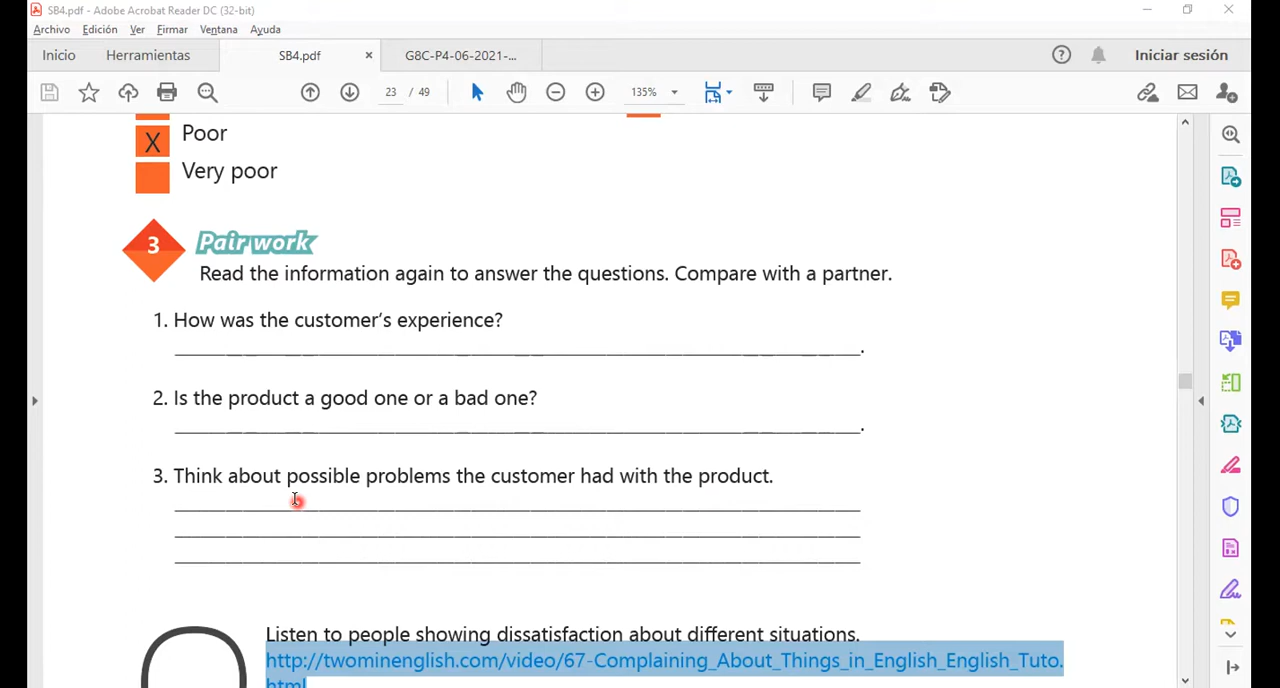 SB4.pdf - Adobe Acrobat Reader DC (32-bit)
Archivo Edición Ver Firmar Ventana Ayuda
Inicio Herramientas SB4.pdf × G8C-P4-06-2021-... Iniciar sesión
23 / 49 135%
X Poor
Very poor
3 Pair work
Read the information again to answer the questions. Compare with a partner.
1. How was the customer's experience?
2. Is the product a good one or a bad one?
3. Think about possible problems the customer had with the product.
Listen to people showing dissatisfaction about different situations.
http://twominenglish.com/video/67-Complaining_About_Things_in_English_English_Tuto.
html